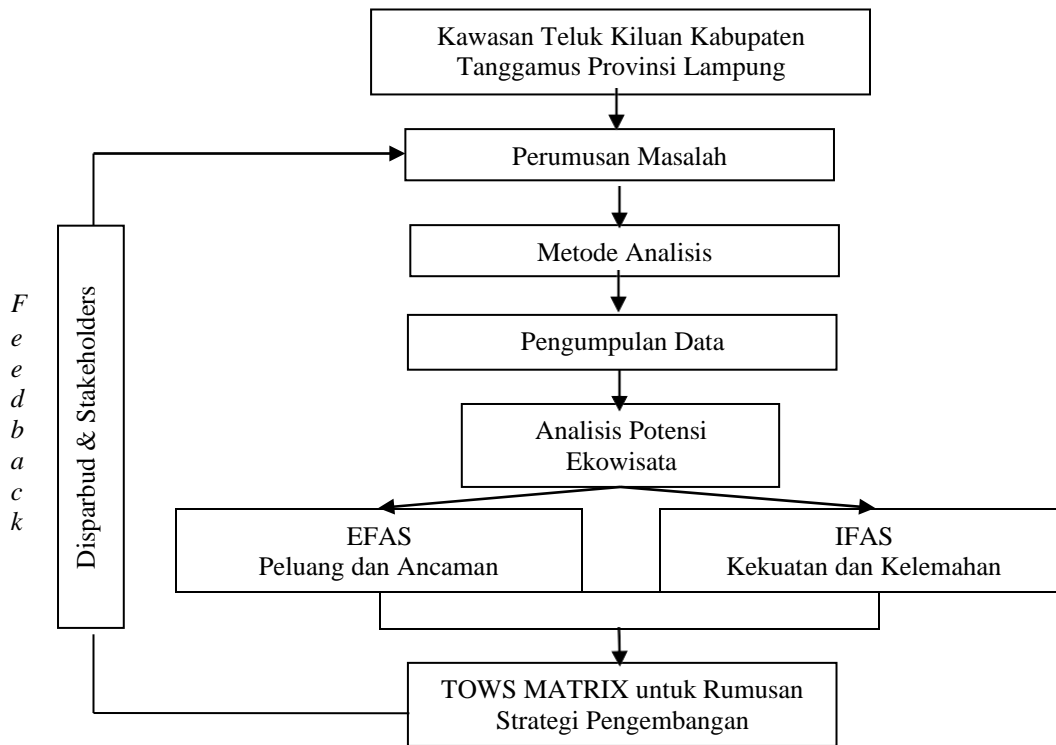 Kawasan Teluk Kiluan Kabupaten
Tanggamus Provinsi Lampung
Perumusan Masalah
Metode Analisis
Pengumpulan Data
Analisis Potensi
Ekowisata
EFAS
Peluang dan Ancaman
IFAS
Kekuatan dan Kelemahan
TOWS MATRIX untuk Rumusan
Strategi Pengembangan
Disparbud & Stakeholders
Feedback